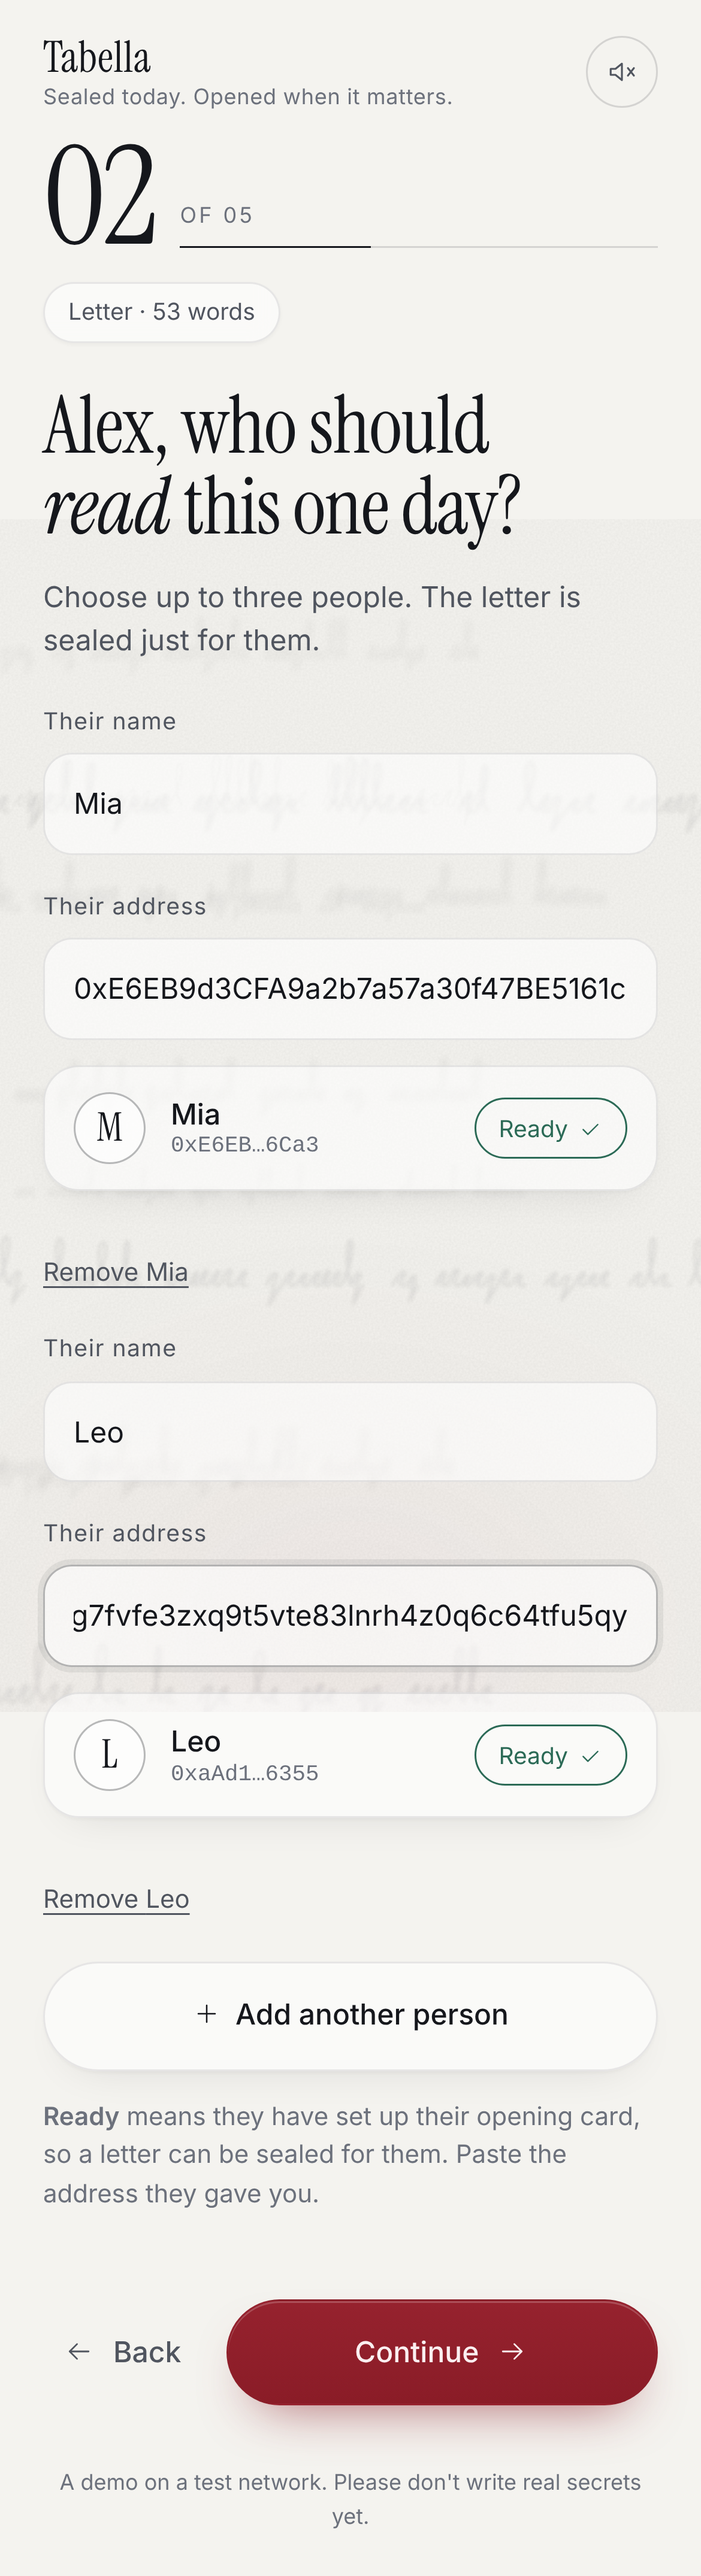 Tabella
Sealed today. Opened when it matters.
02
OF 05
Letter · 53 words
Alex, who should
read this one day?
Choose up to three people. The letter is
sealed just for them.
Their name
Mia
Their address
0xE6EB9d3CFA9a2b7a57a30f47BE5161c
Mia
0xE6EB…6Ca3
Ready
Remove Mia
Their name
Leo
Their address
g7fvfe3zxq9t5vte83lnrh4z0q6c64tfu5qy
Leo
0xaAd1…6355
Ready
Remove Leo
Add another person
Ready means they have set up their opening card,
so a letter can be sealed for them. Paste the
address they gave you.
Back
Continue
A demo on a test network. Please don't write real secrets
yet.